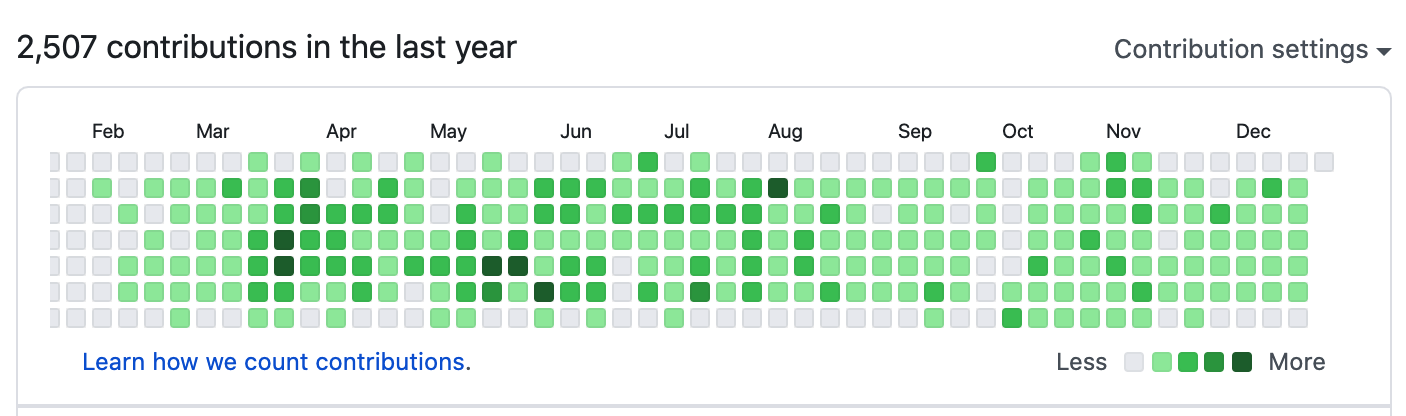 2,507 contributions in the last year
Contribution settings
Feb Mar Apr May Jun Jul Aug Sep Oct Nov Dec
Learn how we count contributions.
Less More